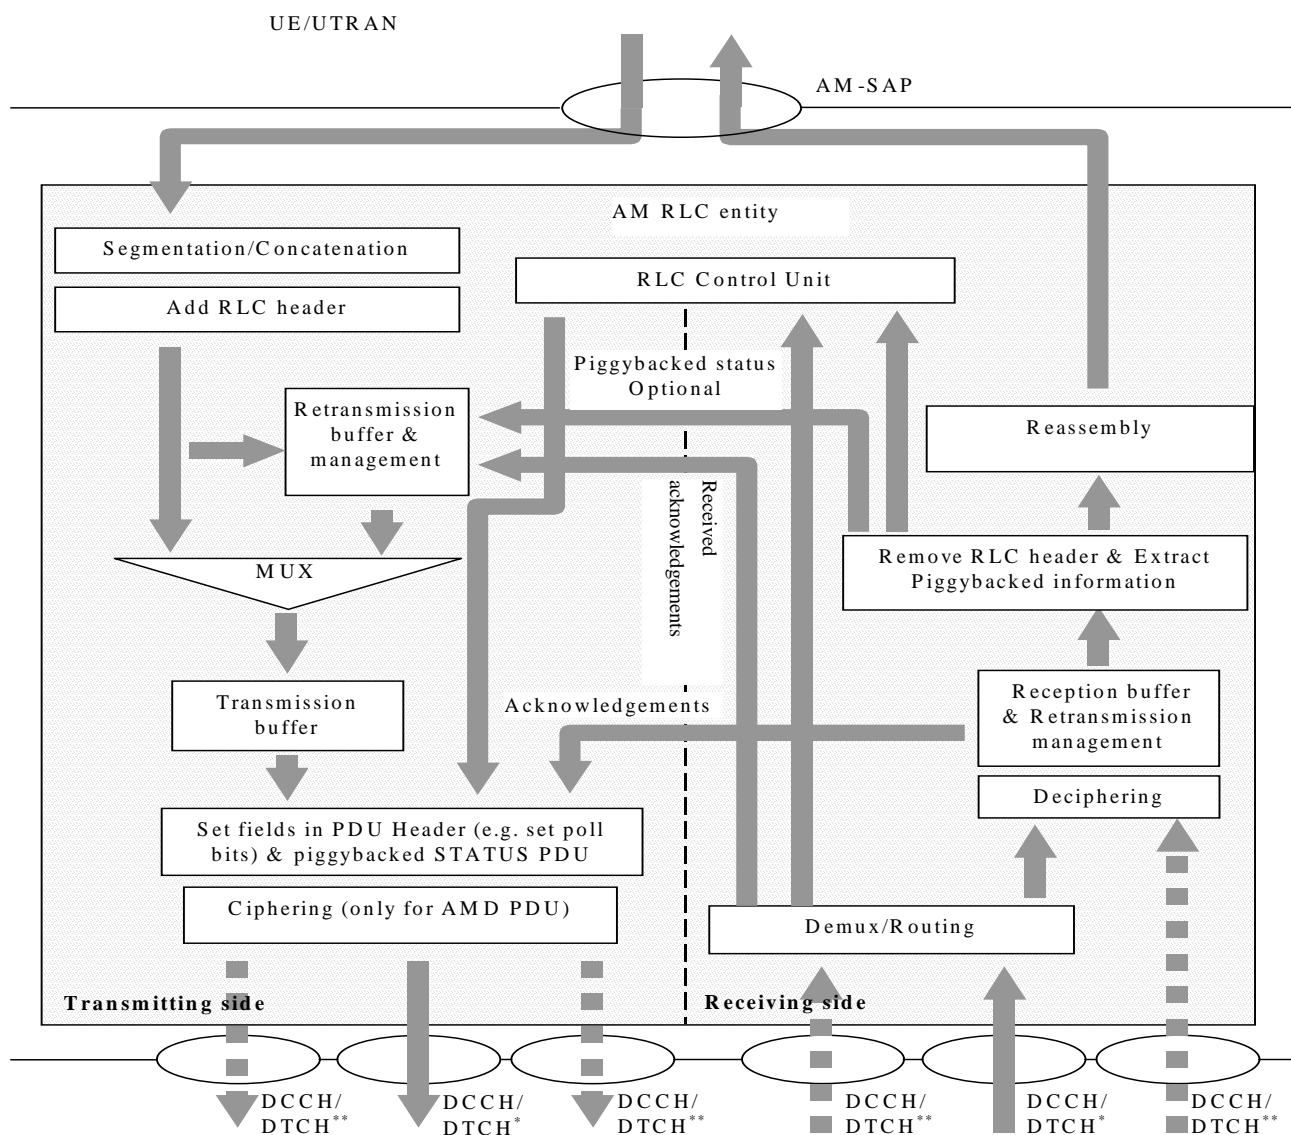 UE/UTRAN
AM-SAP
AM RLC entity
Segmentation/Concatenation
RLC Control Unit
Add RLC header
Piggybacked status
Optional
Retransmission
buffer &
management
Reassembly
Received
acknowledgements
MUX
Remove RLC header & Extract
Piggybacked information
Transmission
buffer
Acknowledgements
Reception buffer
& Retransmission
management
Deciphering
Set fields in PDU Header (e.g. set poll
bits) & piggybacked STATUS PDU
Ciphering (only for AMD PDU)
Demux/Routing
Transmitting side
Receiving side
DCCH/
DTCH**
DCCH/
DTCH*
DCCH/
DTCH**
DCCH/
DTCH**
DCCH/
DTCH*
DCCH/
DTCH**